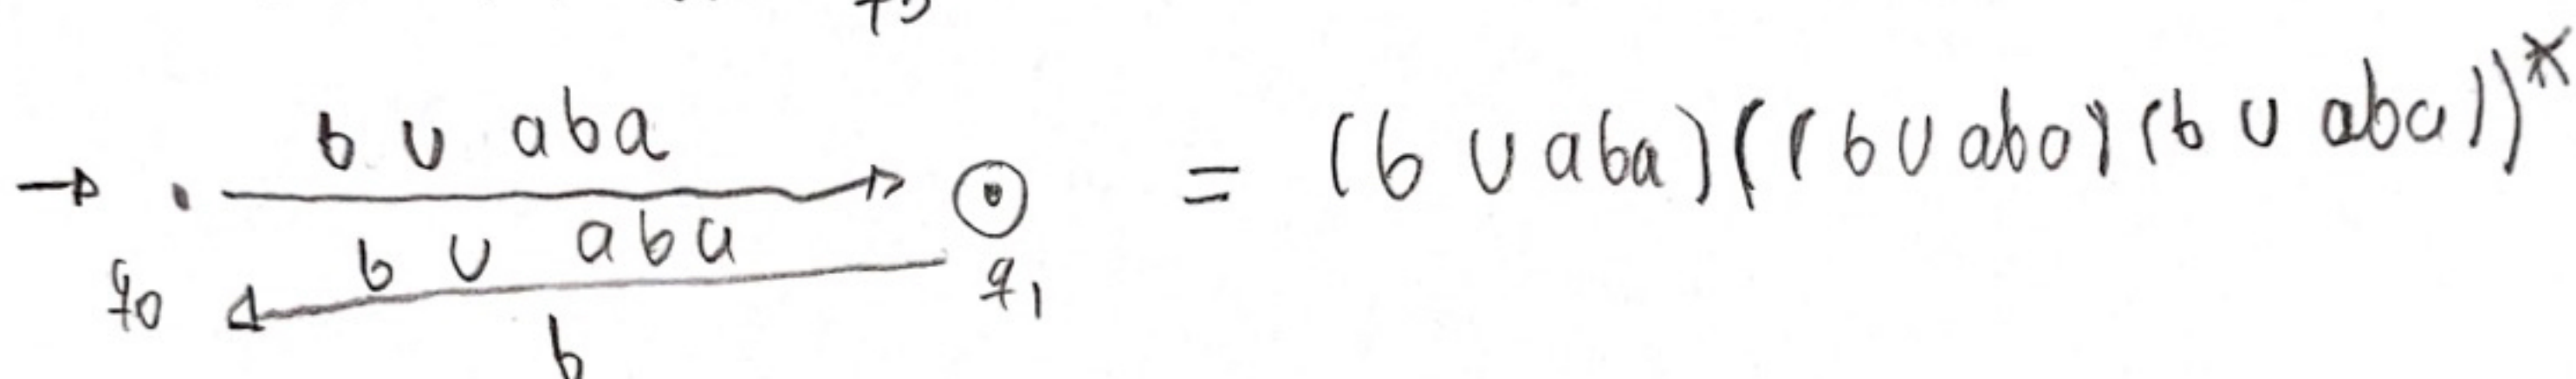 b ∪ aba
= (b ∪ aba)((b ∪ aba)(b ∪ aba))*
b ∪ aba
q0
q1
b